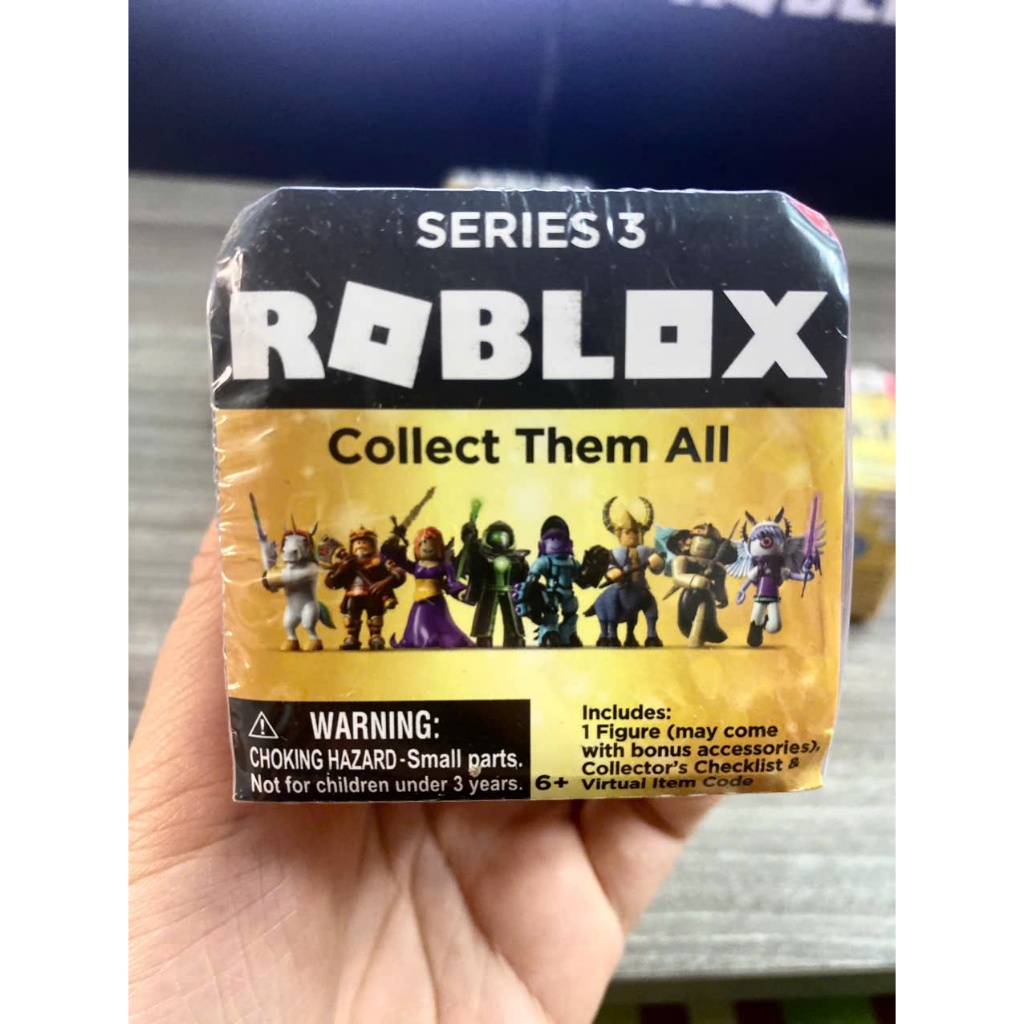 SERIES 3
ROBLOX
Collect Them All
WARNING:
CHOKING HAZARD-Small parts.
Not for children under 3 years.
6+
Includes:
1 Figure (may come
with bonus accessories),
Collector's Checklist &
Virtual Item Code